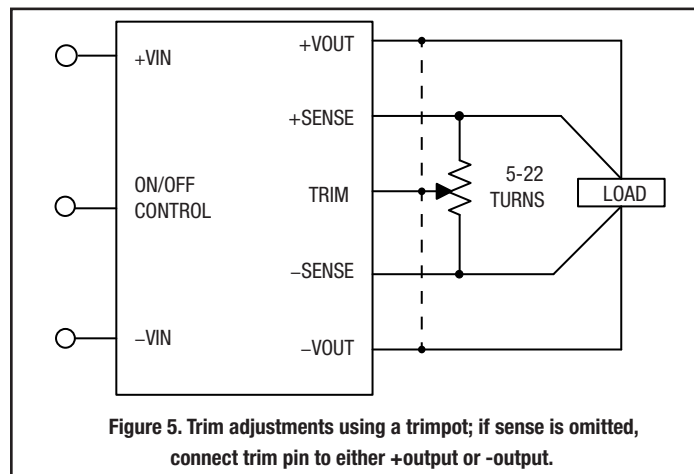 +VOUT
+VIN
+SENSE
ON/OFF
CONTROL
TRIM
5-22
TURNS
LOAD
−SENSE
−VIN
−VOUT
Figure 5. Trim adjustments using a trimpot; if sense is omitted,
connect trim pin to either +output or -output.